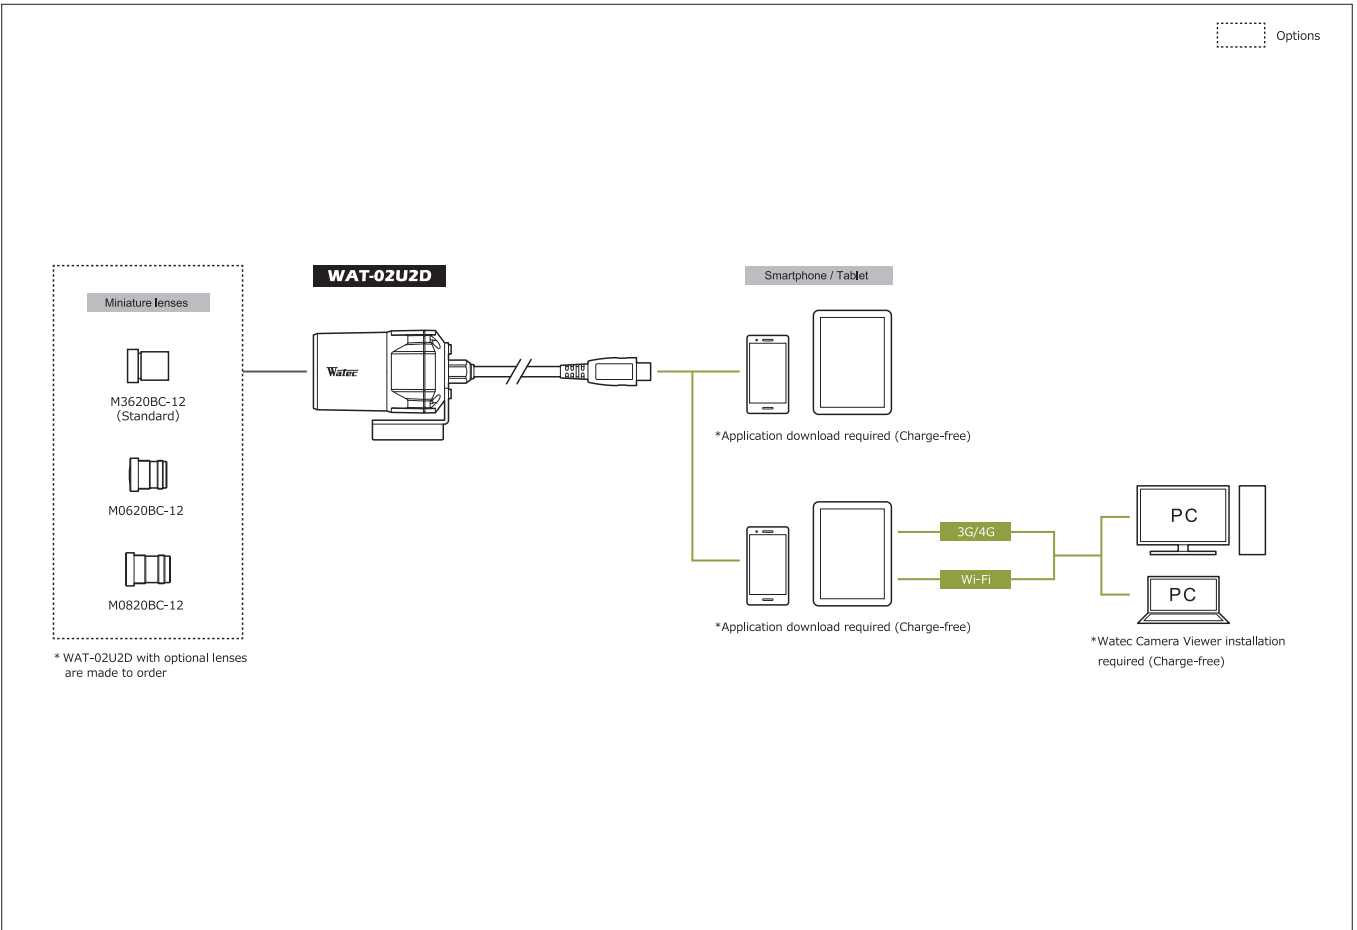 Options
WAT-02U2D
Smartphone / Tablet
Miniature lenses
Watec
M3620BC-12
(Standard)
*Application download required (Charge-free)
M0620BC-12
PC
3G/4G
Wi-Fi
PC
M0820BC-12
*Application download required (Charge-free)
*Watec Camera Viewer installation
required (Charge-free)
* WAT-02U2D with optional lenses
are made to order